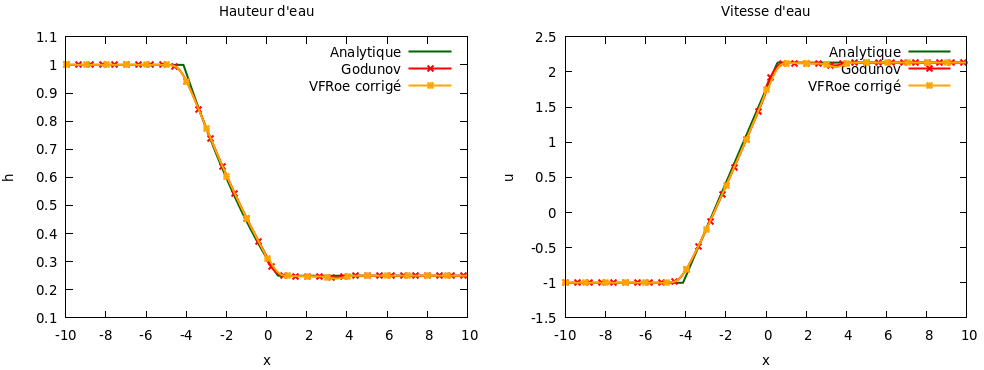 Hauteur d'eau
1.1
1
0.9
0.8
0.7
0.6
0.5
0.4
0.3
0.2
0.1
h
Analytique
Godunov
VFRoe corrigé
-10 -8 -6 -4 -2 0 2 4 6 8 10
x
Vitesse d'eau
2.5
2
1.5
1
0.5
0
-0.5
-1
-1.5
u
Analytique
Godunov
VFRoe corrigé
-10 -8 -6 -4 -2 0 2 4 6 8 10
x